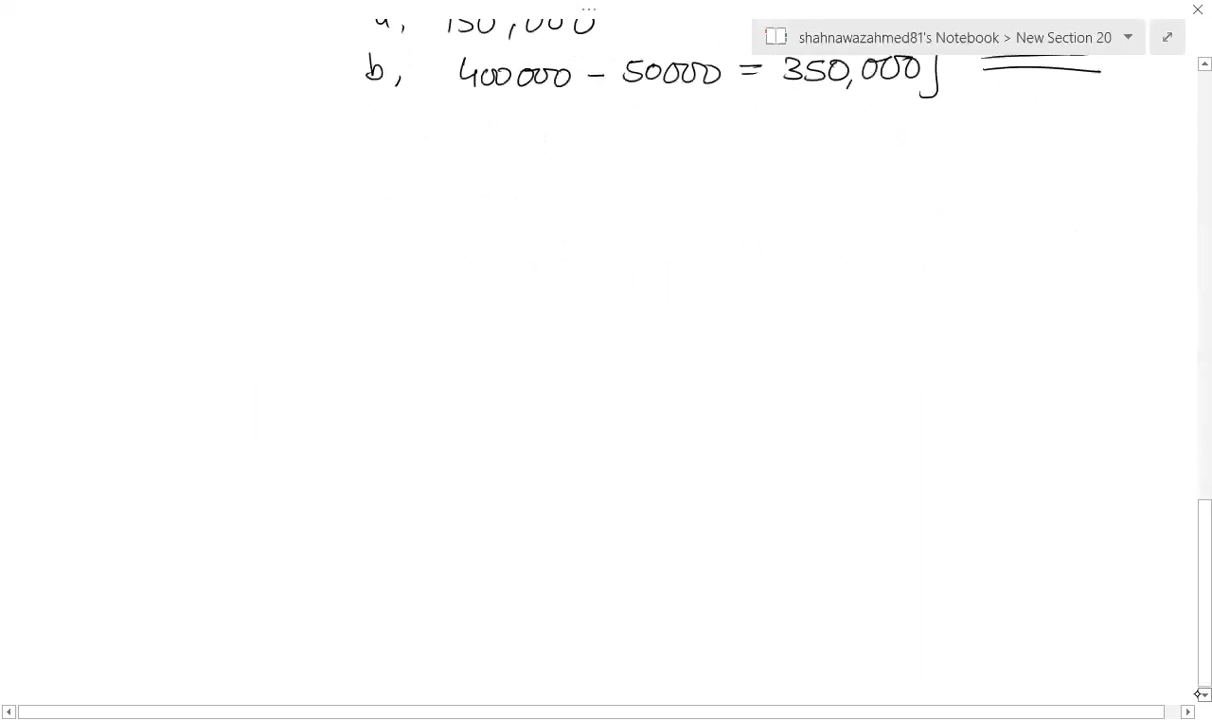 a, 150,000
shahnawazahmed81's Notebook > New Section 20
b, 400000 - 50000 = 350,000]